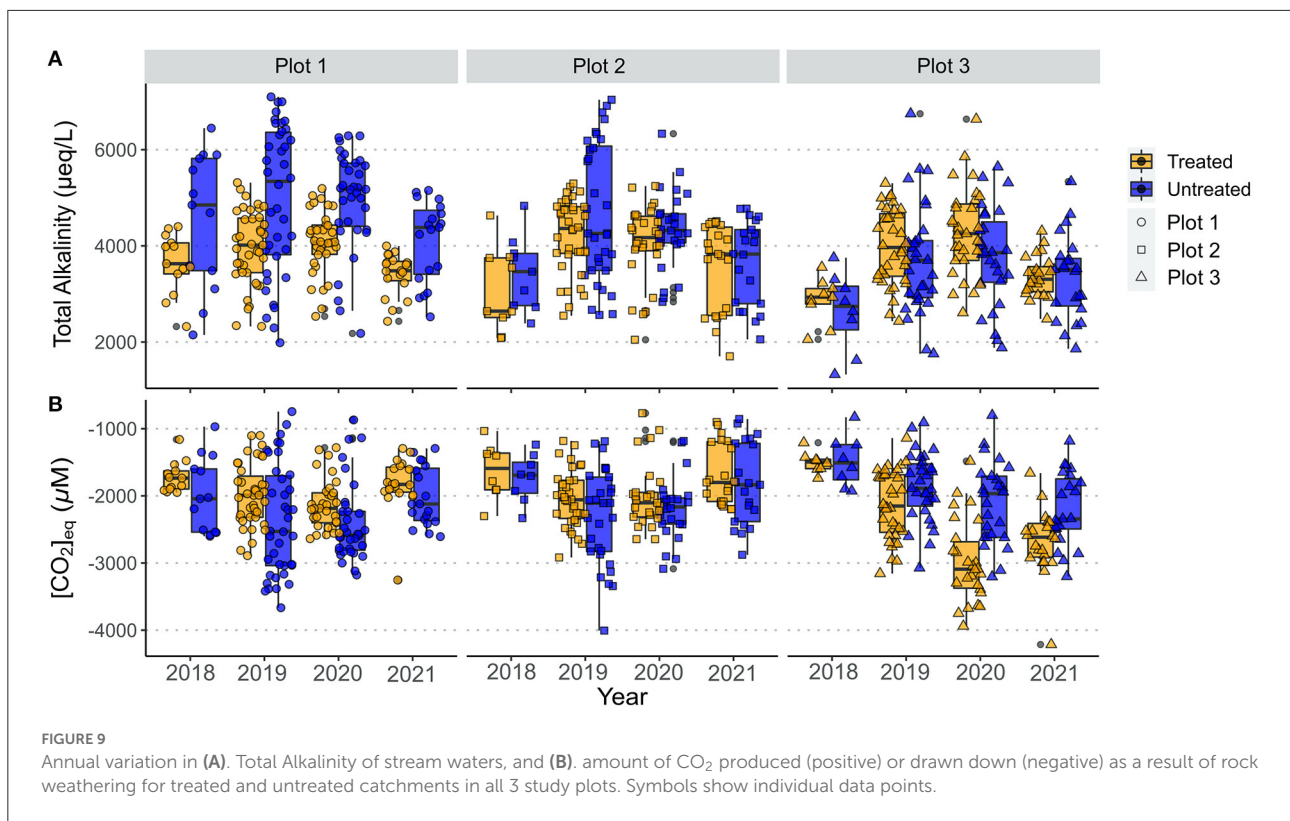 A
Plot 1 Plot 2 Plot 3
Total Alkalinity (μeq/L)
6000
4000
2000
Treated
Untreated
Plot 1
Plot 2
Plot 3
B
[CO₂]eq (μM)
-1000
-2000
-3000
-4000
2018 2019 2020 2021 2018 2019 2020 2021 2018 2019 2020 2021
Year
FIGURE 9
Annual variation in (A). Total Alkalinity of stream waters, and (B). amount of CO₂ produced (positive) or drawn down (negative) as a result of rock
weathering for treated and untreated catchments in all 3 study plots. Symbols show individual data points.